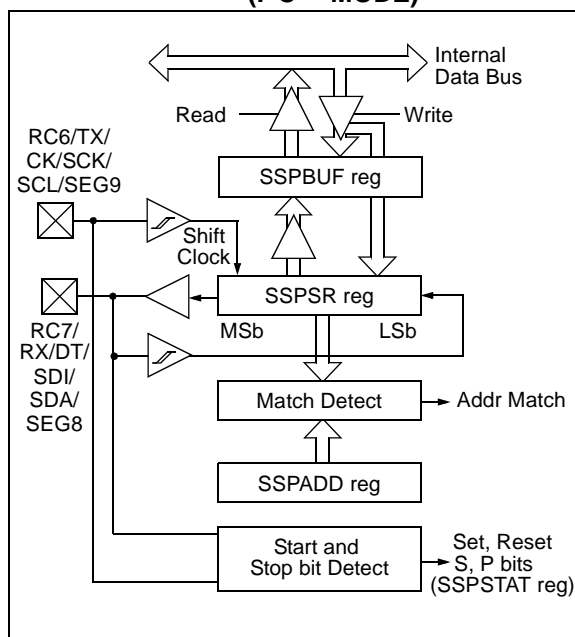 Internal
Data Bus
Read
Write
RC6/TX/
CK/SCK/
SCL/SEG9
SSPBUF reg
Shift
Clock
SSPSR reg
MSb
LSb
RC7/
RX/DT/
SDI/
SDA/
SEG8
Match Detect
Addr Match
SSPADD reg
Start and
Stop bit Detect
Set, Reset
S, P bits
(SSPSTAT reg)